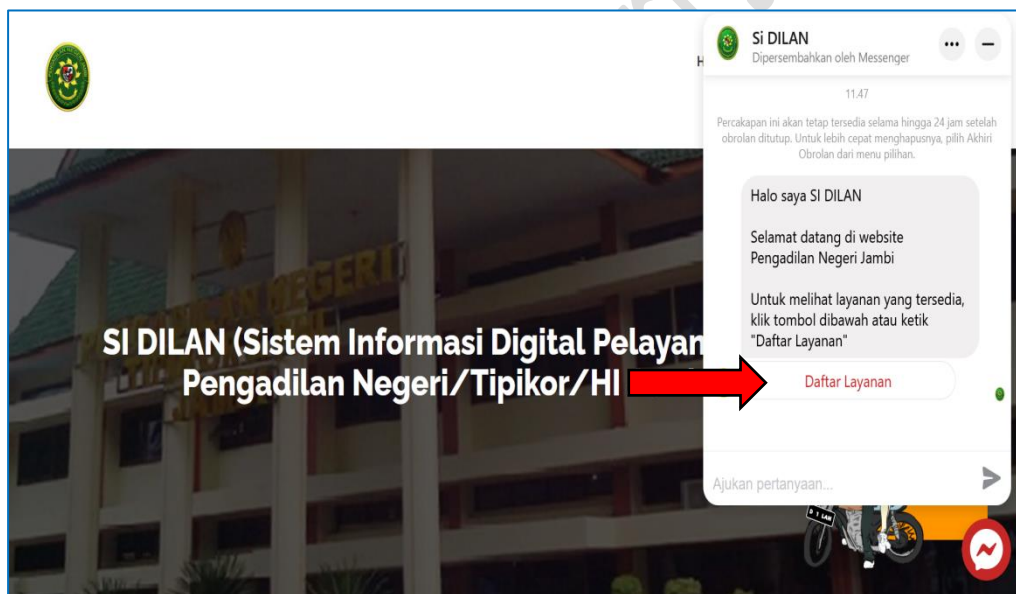 SI DILAN (Sistem Informasi Digital Pelayan
Pengadilan Negeri/Tipikor/HI
Si DILAN
Dipersembahkan oleh Messenger
11.47
Percakapan ini akan tetap tersedia selama hingga 24 jam setelah
obrolan ditutup. Untuk lebih cepat menghapusnya, pilih Akhiri
Obrolan dari menu pilihan.
Halo saya SI DILAN
Selamat datang di website
Pengadilan Negeri Jambi
Untuk melihat layanan yang tersedia,
klik tombol dibawah atau ketik
"Daftar Layanan"
Daftar Layanan
Ajukan pertanyaan...
D 1 LAN